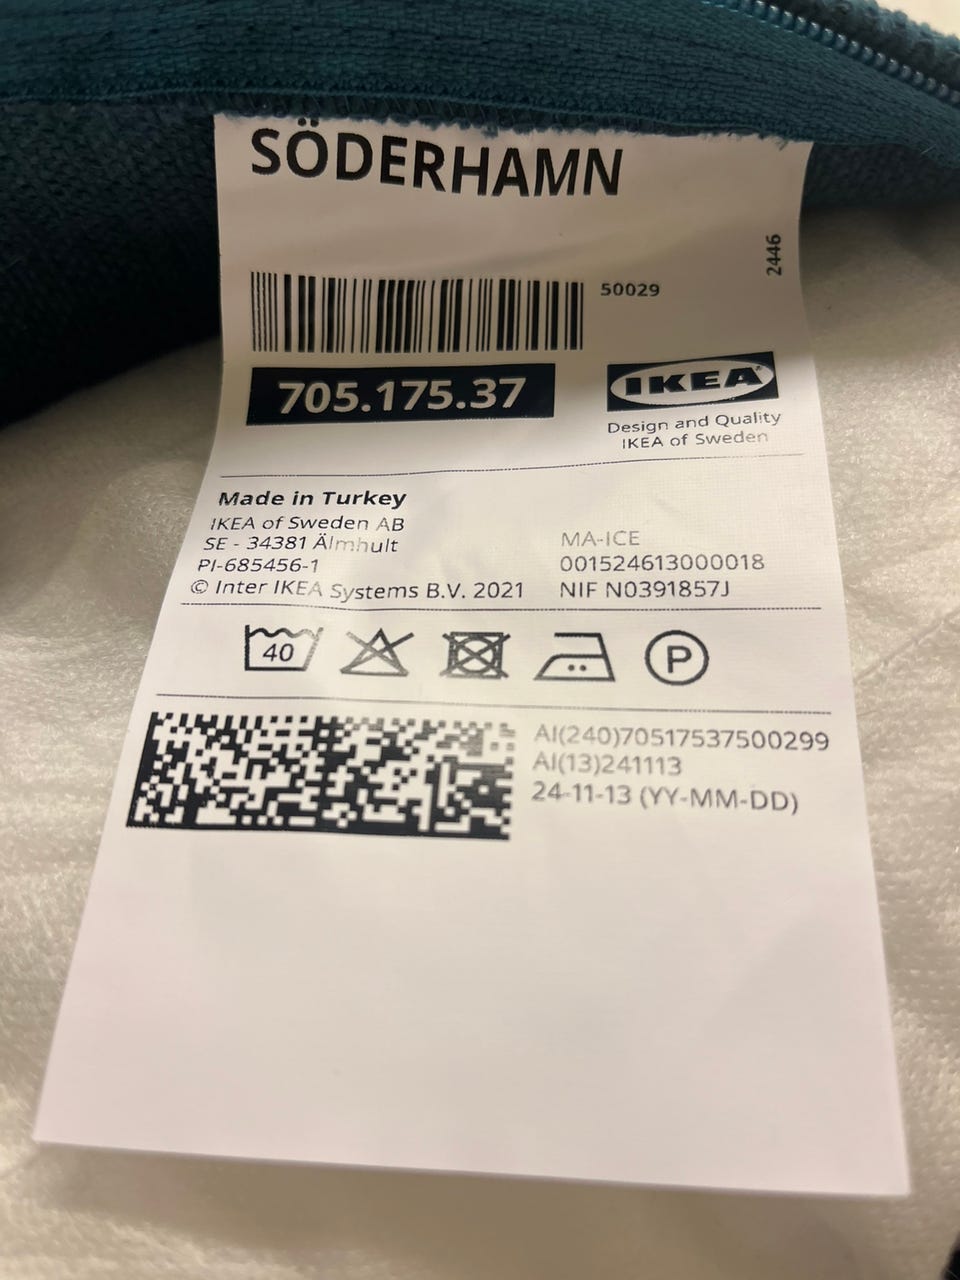 SÖDERHAMN
2446
50029
705.175.37
IKEA®
Design and Quality
IKEA of Sweden
Made in Turkey
IKEA of Sweden AB
SE - 34381 Älmhult
PI-685456-1
© Inter IKEA Systems B.V. 2021
MA-ICE
001524613000018
NIF N0391857J
40
P
AI(240)70517537500299
AI(13)241113
24-11-13 (YY-MM-DD)